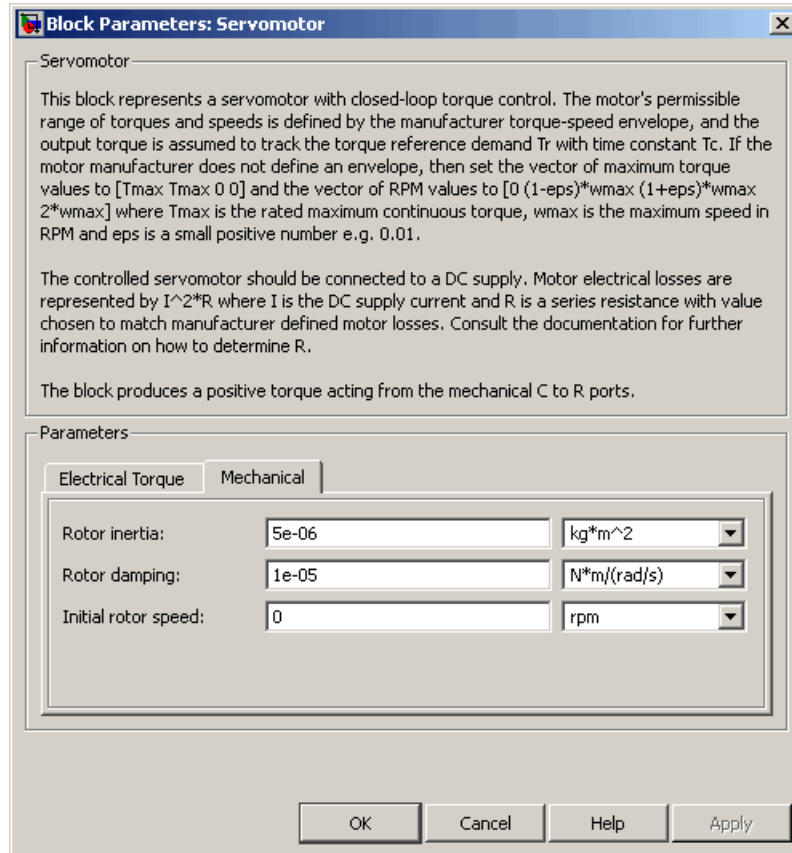 Block Parameters: Servomotor
Servomotor
This block represents a servomotor with closed-loop torque control. The motor's permissible
range of torques and speeds is defined by the manufacturer torque-speed envelope, and the
output torque is assumed to track the torque reference demand Tr with time constant Tc. If the
motor manufacturer does not define an envelope, then set the vector of maximum torque
values to [Tmax Tmax 0 0] and the vector of RPM values to [0 (1-eps)*wmax (1+eps)*wmax
2*wmax] where Tmax is the rated maximum continuous torque, wmax is the maximum speed in
RPM and eps is a small positive number e.g. 0.01.
The controlled servomotor should be connected to a DC supply. Motor electrical losses are
represented by I^2*R where I is the DC supply current and R is a series resistance with value
chosen to match manufacturer defined motor losses. Consult the documentation for further
information on how to determine R.
The block produces a positive torque acting from the mechanical C to R ports.
Parameters
Electrical Torque Mechanical
Rotor inertia: 5e-06 kg*m^2
Rotor damping: 1e-05 N*m/(rad/s)
Initial rotor speed: 0 rpm
OK Cancel Help Apply